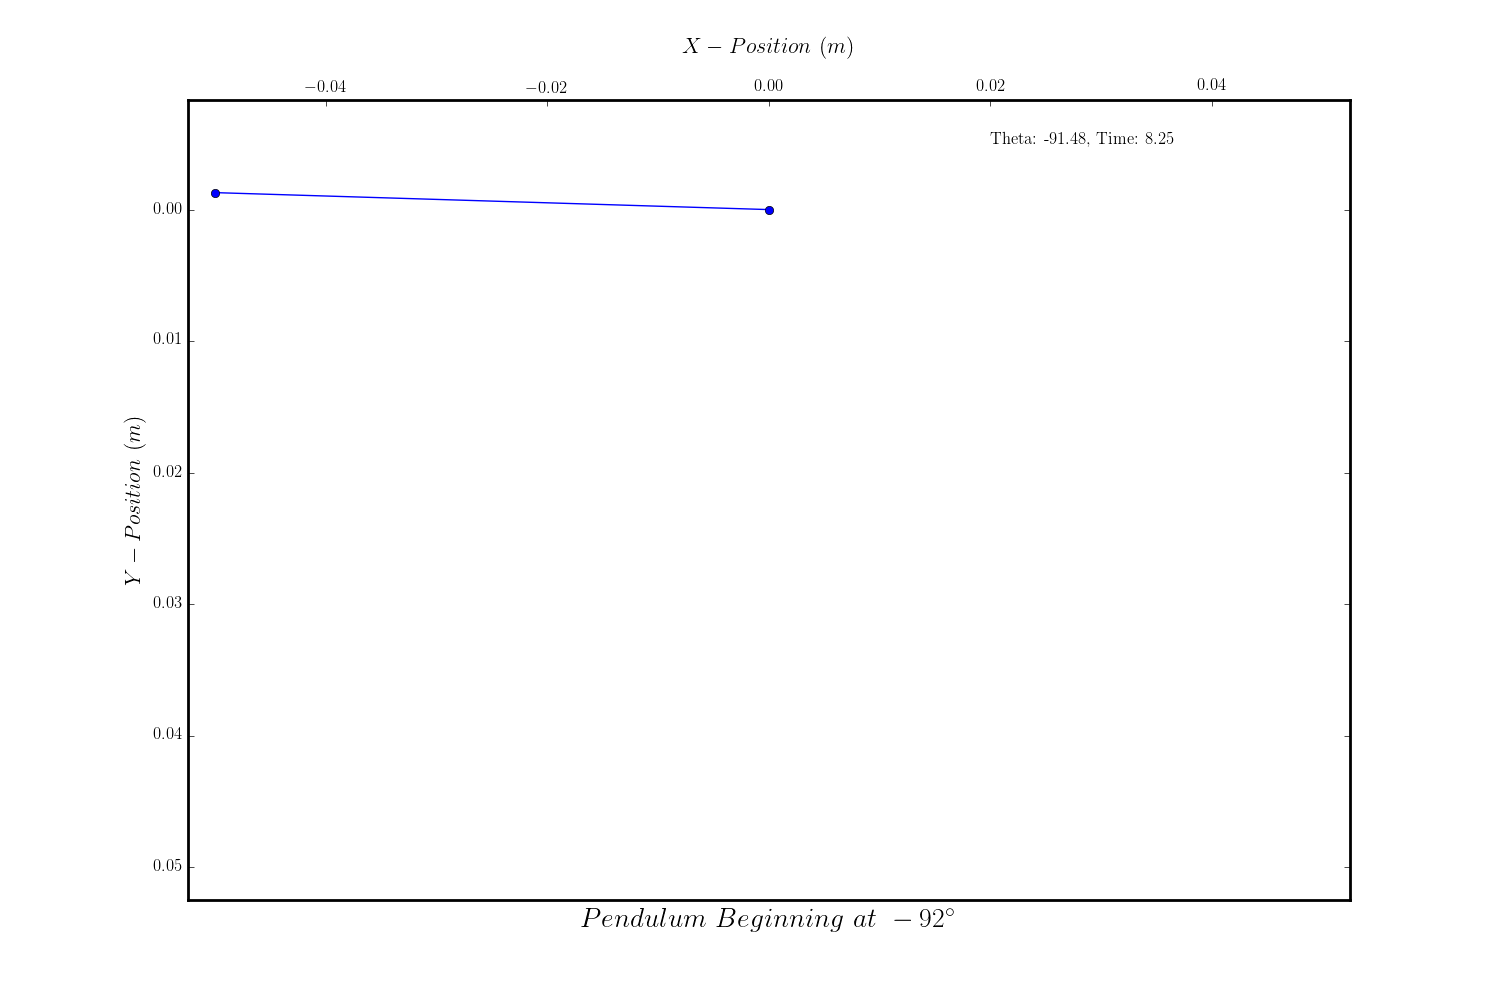 X − Position (m)
−0.04 −0.02 0.00 0.02 0.04
Theta: -91.48, Time: 8.25
0.00
0.01
0.02
0.03
0.04
0.05
Y − Position (m)
Pendulum Beginning at − 92°